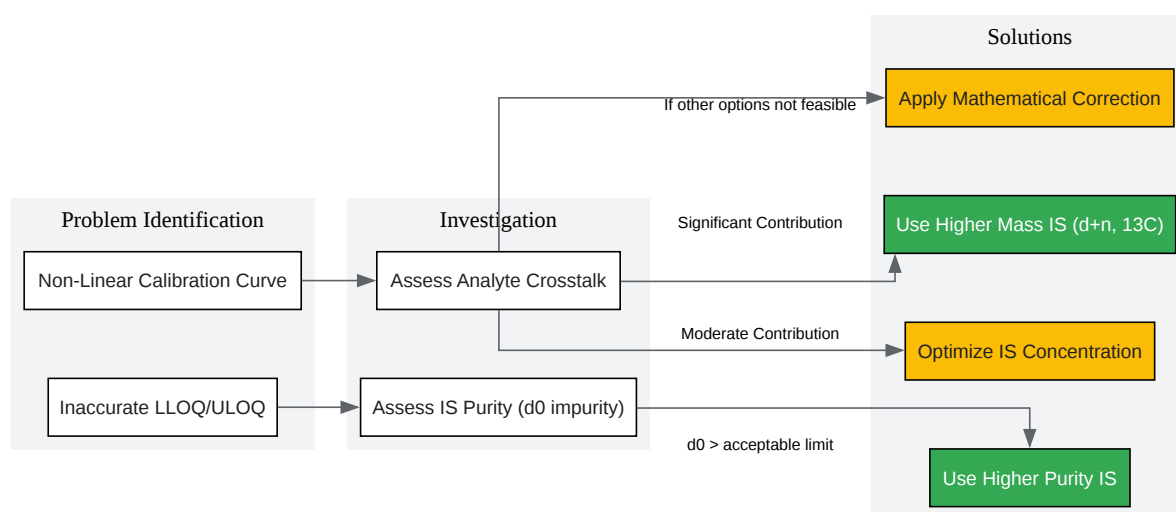 Solutions
Apply Mathematical Correction
If other options not feasible
Problem Identification
Investigation
Significant Contribution
Use Higher Mass IS (d+n, 13C)
Non-Linear Calibration Curve
Assess Analyte Crosstalk
Moderate Contribution
Optimize IS Concentration
Inaccurate LLOQ/ULOQ
Assess IS Purity (d0 impurity)
d0 > acceptable limit
Use Higher Purity IS